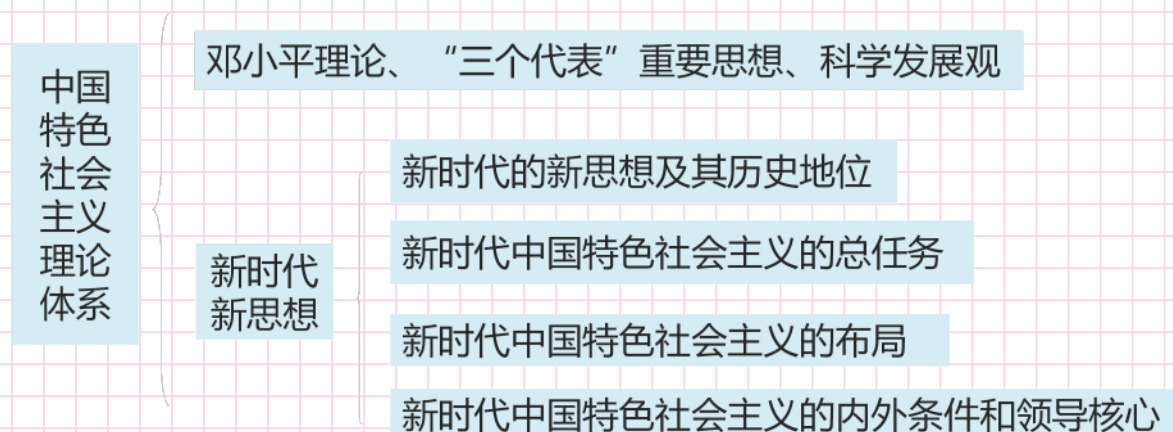 中国
特色
社会
主义
理论
体系
邓小平理论、“三个代表”重要思想、科学发展观
新时代
新思想
新时代的新思想及其历史地位
新时代中国特色社会主义的总任务
新时代中国特色社会主义的布局
新时代中国特色社会主义的内外条件和领导核心